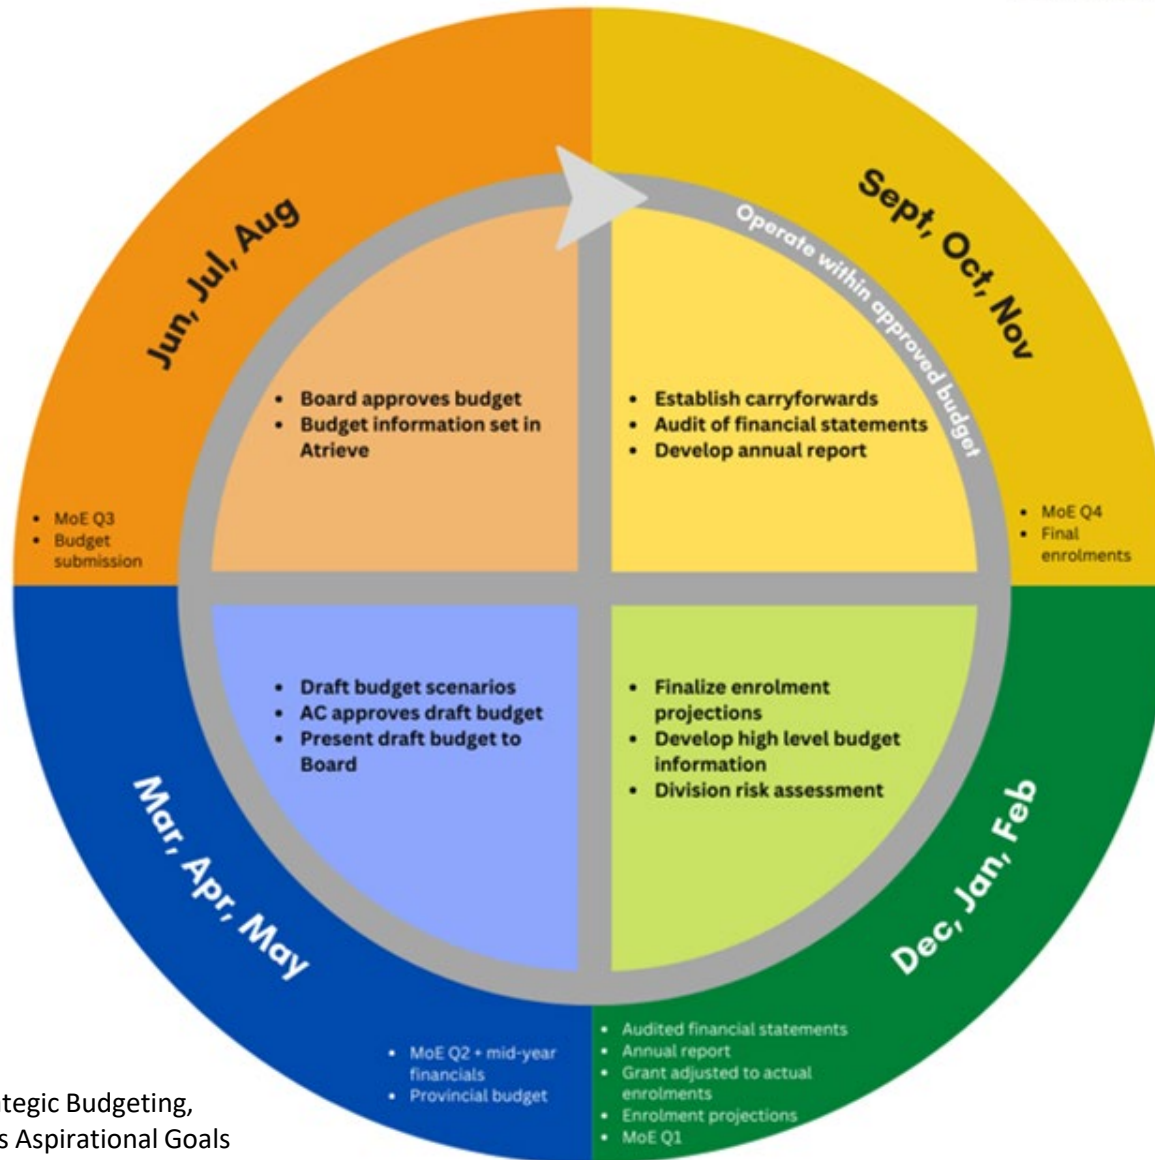 Jun, Jul, Aug
Sept, Oct, Nov
Operate within approved budget
• Board approves budget
• Budget information set in
Atrieve
• Establish carryforwards
• Audit of financial statements
• Develop annual report
• MoE Q3
• Budget
submission
• MoE Q4
• Final
enrolments
• Draft budget scenarios
• AC approves draft budget
• Present draft budget to
Board
• Finalize enrolment
projections
• Develop high level budget
information
• Division risk assessment
Mar, Apr, May
Dec, Jan, Feb
• MoE Q2 + mid-year
financials
• Provincial budget
• Audited financial statements
• Annual report
• Grant adjusted to actual
enrolments
• Enrolment projections
• MoE Q1
tegic Budgeting,
s Aspirational Goals